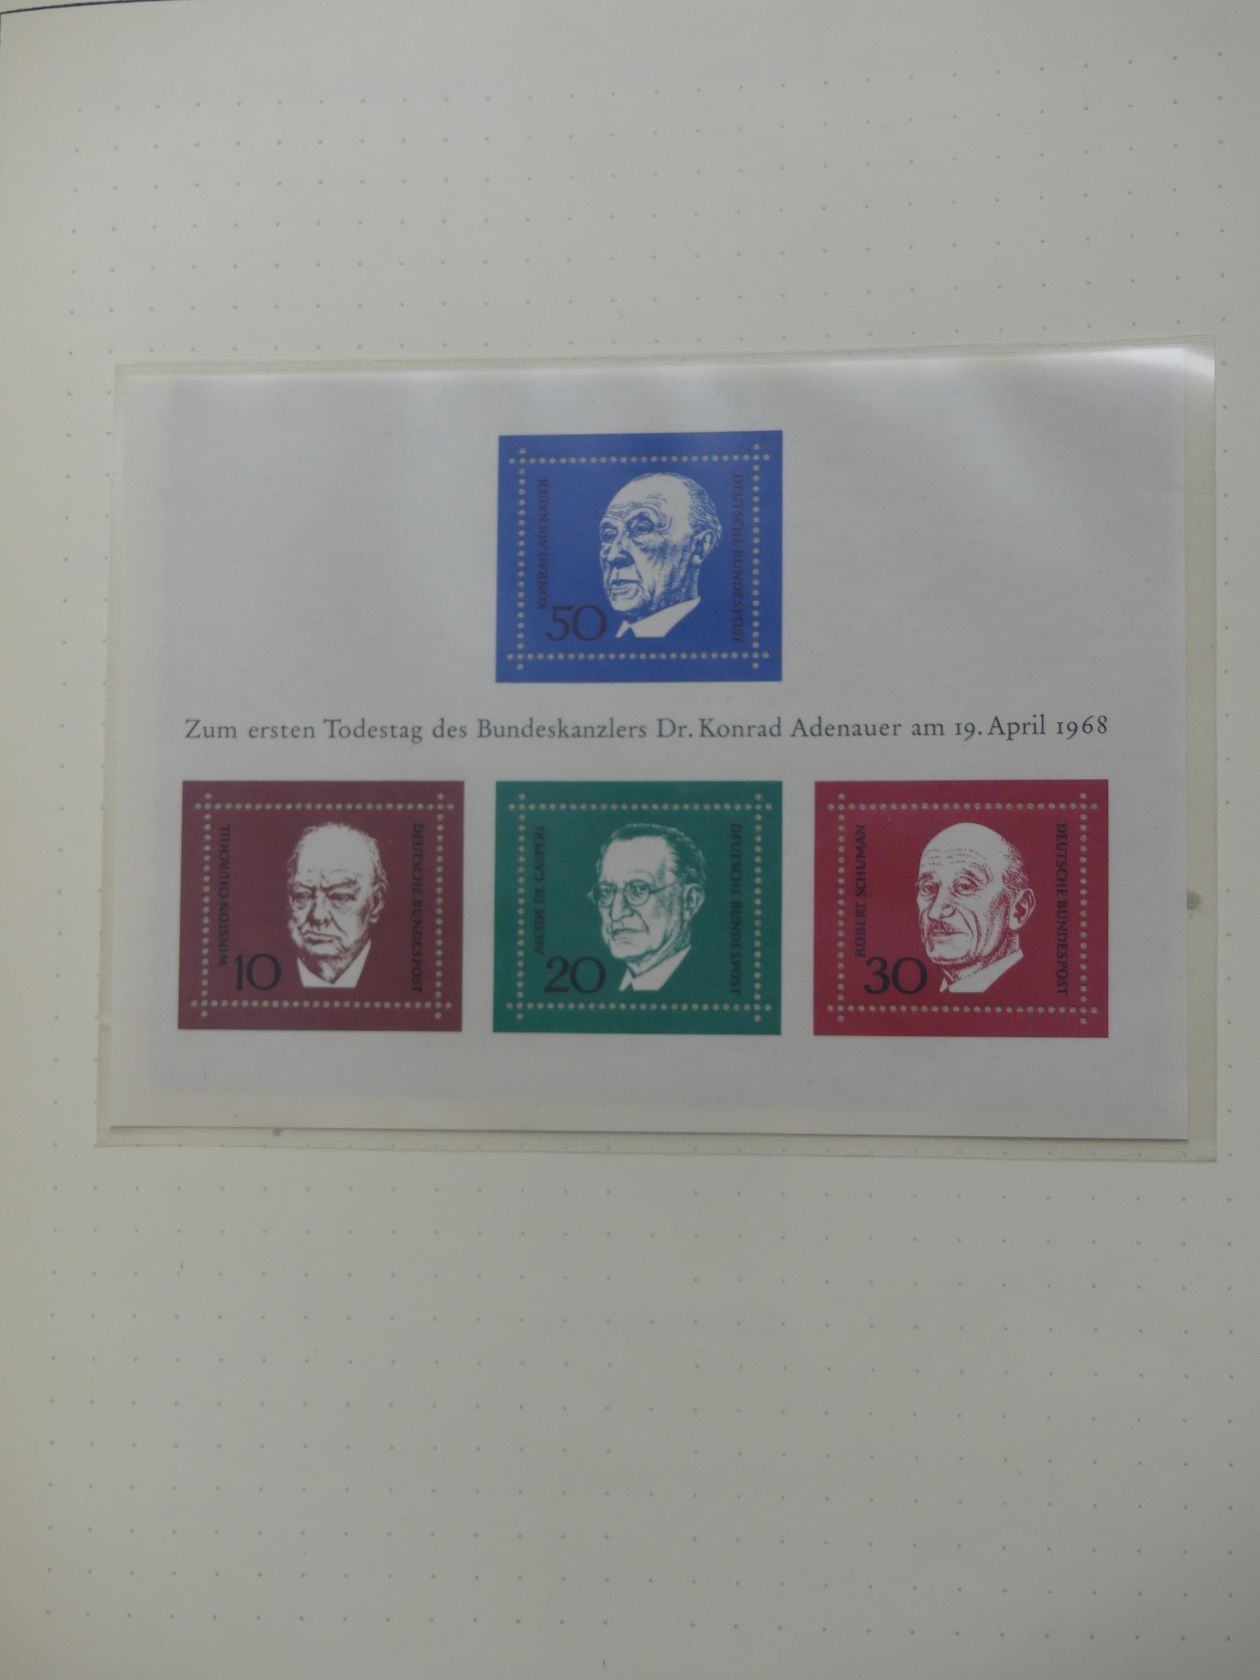 KONRAD ADENAUER
50
DEUTSCHE BUNDESPOST
Zum ersten Todestag des Bundeskanzlers Dr. Konrad Adenauer am 19. April 1968
WINSTON CHURCHILL
10
DEUTSCHE BUNDESPOST
ALCIDE DE GASPERI
20
DEUTSCHE BUNDESPOST
ROBERT SCHUMAN
30
DEUTSCHE BUNDESPOST